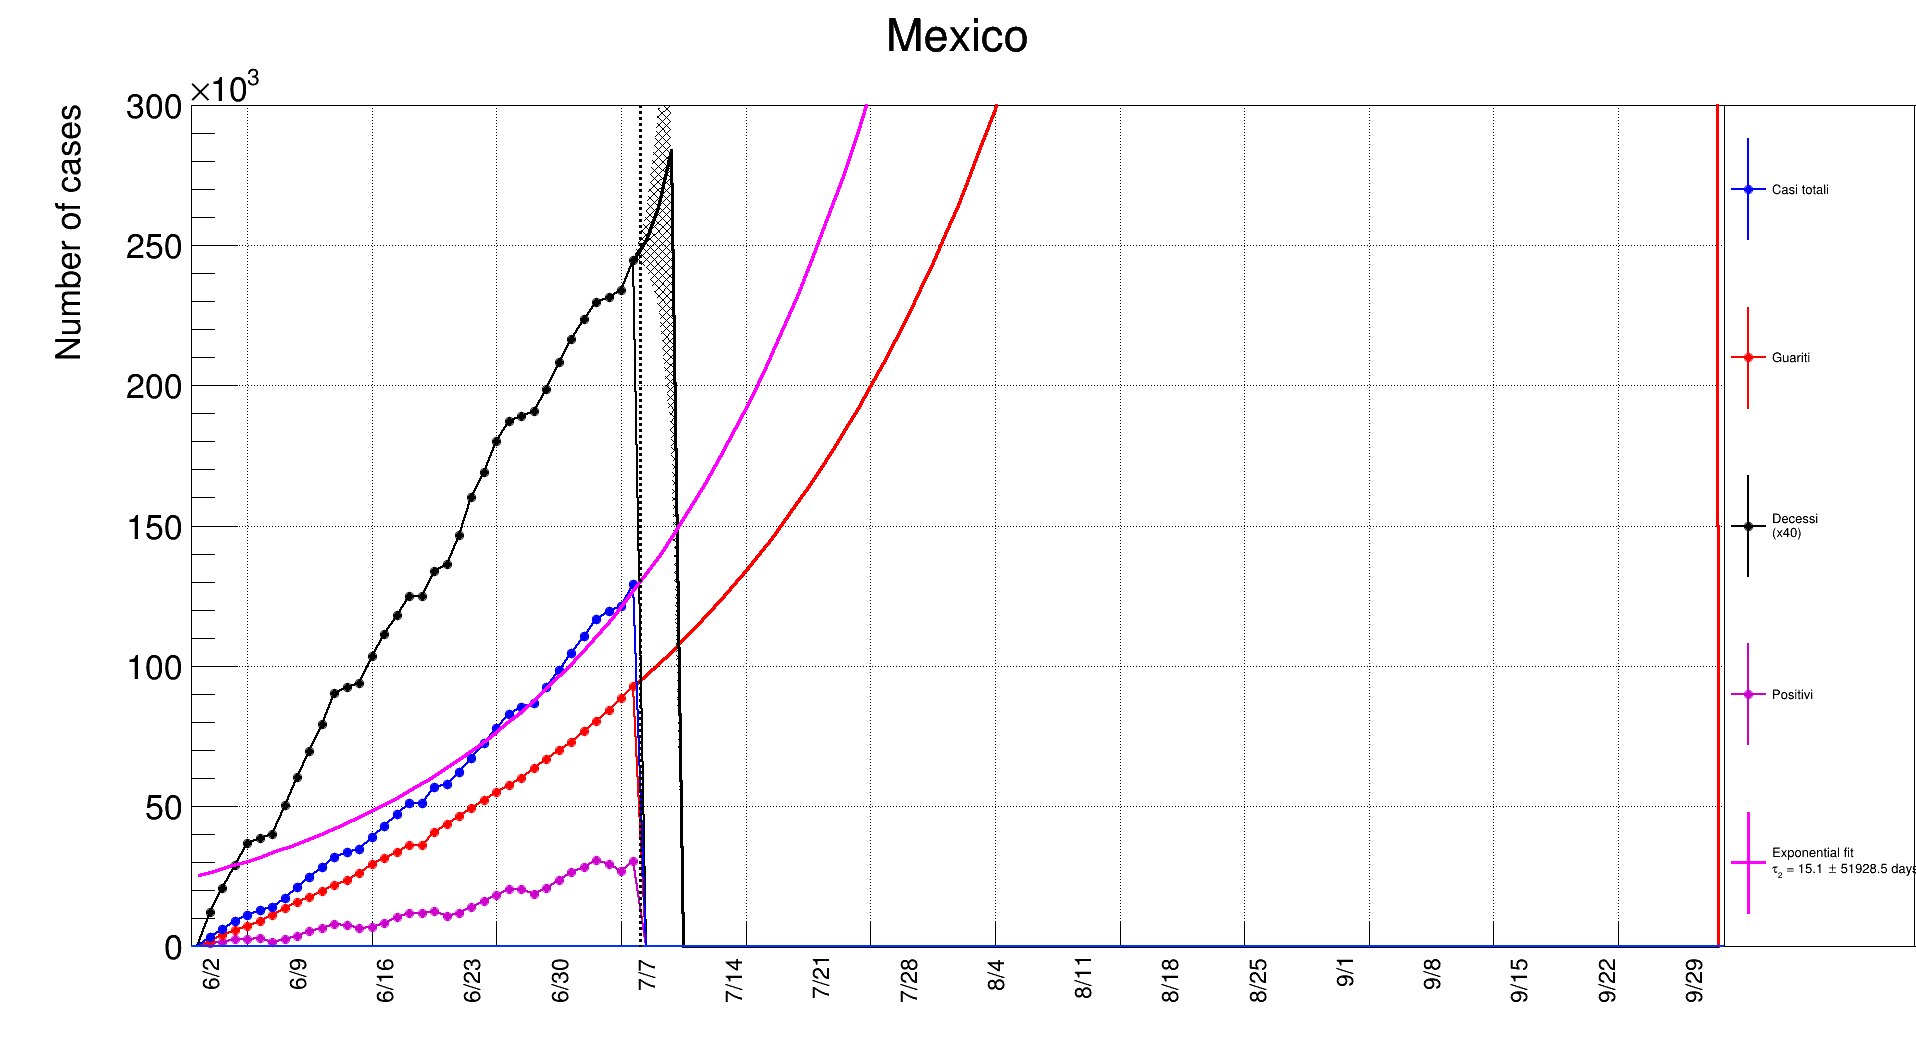 Mexico
×10³
Number of cases
300
250
200
150
100
50
0
6/2
6/9
6/16
6/23
6/30
7/7
7/14
7/21
7/28
8/4
8/11
8/18
8/25
9/1
9/8
9/15
9/22
9/29
Casi totali
Guariti
Decessi
(x40)
Positivi
Exponential fit
τ₂ = 15.1 ± 51928.5 days